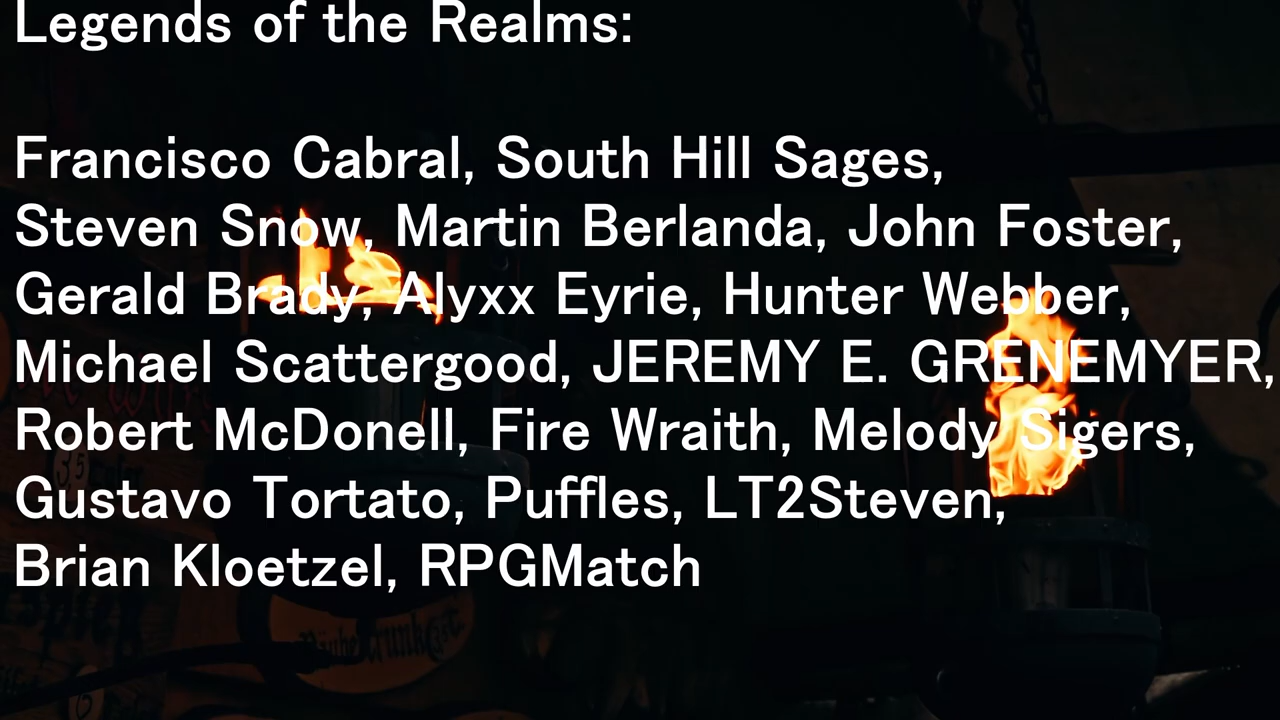 Legends of the Realms:
Francisco Cabral, South Hill Sages,
Steven Snow, Martin Berlanda, John Foster,
Gerald Brady, Alyxx Eyrie, Hunter Webber,
Michael Scattergood, JEREMY E. GRENEMYER,
Robert McDonell, Fire Wraith, Melody Sigers,
Gustavo Tortato, Puffles, LT2Steven,
Brian Kloetzel, RPGMatch
35